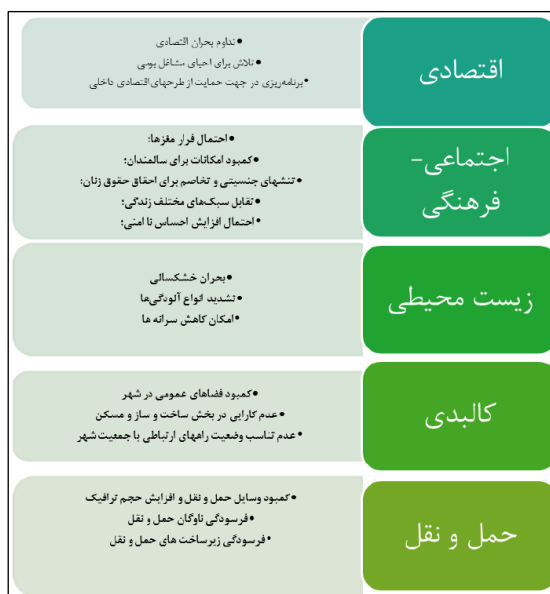 اقتصادی
•تداوم بحران اقتصادی
•تلاش برای احیای مشاغل بومی
•برنامه‌ریزی در جهت حمایت از طرحهای اقتصادی داخلی
اجتماعی-
فرهنگی
•احتمال فرار مغزها؛
•کمبود امکانات برای سالمندان؛
•تنشهای جنسیتی و تخاصم برای احقاق حقوق زنان؛
•تقابل سبک‌های مختلف زندگی؛
•احتمال افزایش احساس نا امنی؛
زیست محیطی
•بحران خشکسالی
•تشدید انواع آلودگی‌ها
•امکان کاهش سرانه ها
کالبدی
•کمبود فضاهای عمومی در شهر
•عدم کارایی در بخش ساخت و ساز و مسکن
•عدم تناسب وضعیت راههای ارتباطی با جمعیت شهر
حمل و نقل
•کمبود وسایل حمل و نقل و افزایش حجم ترافیک
•فرسودگی ناوگان حمل و نقل
•فرسودگی زیرساخت های حمل و نقل